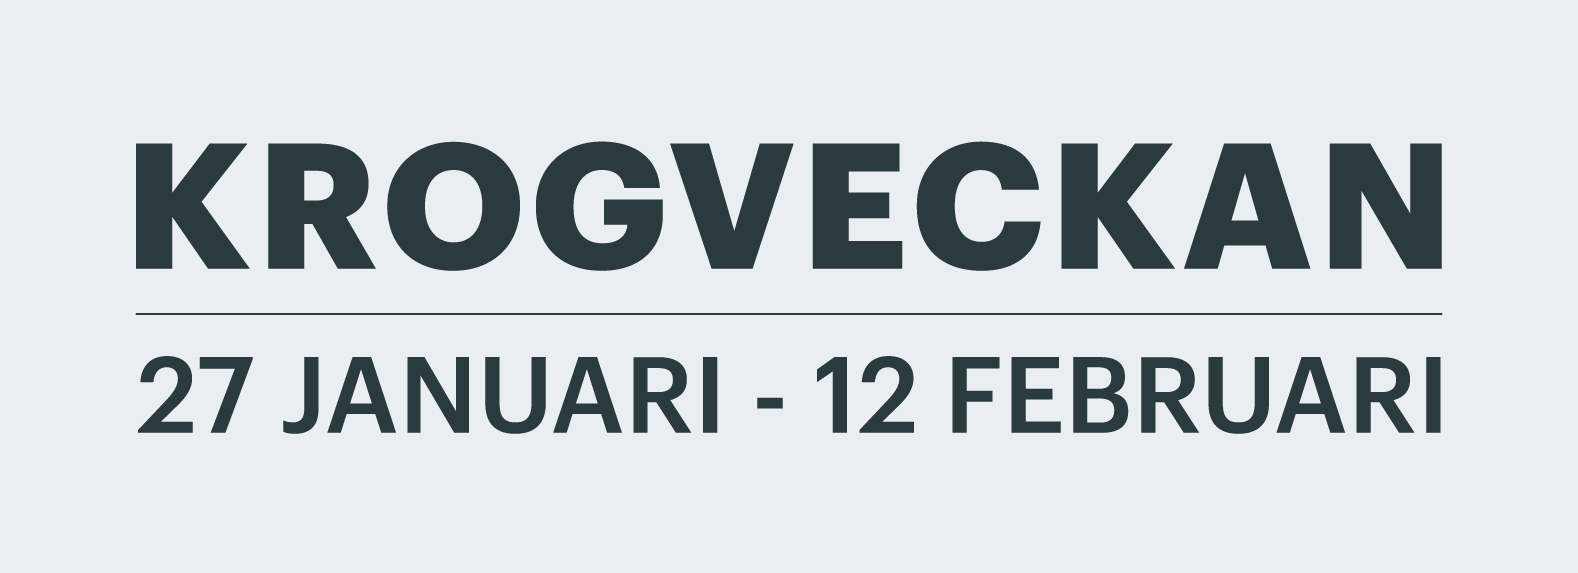 KROGVECKAN
27 JANUARI - 12 FEBRUARI